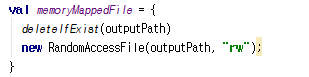 val memoryMappedFile = {
deleteIfExist(outputPath)
new RandomAccessFile(outputPath, "rw");
}